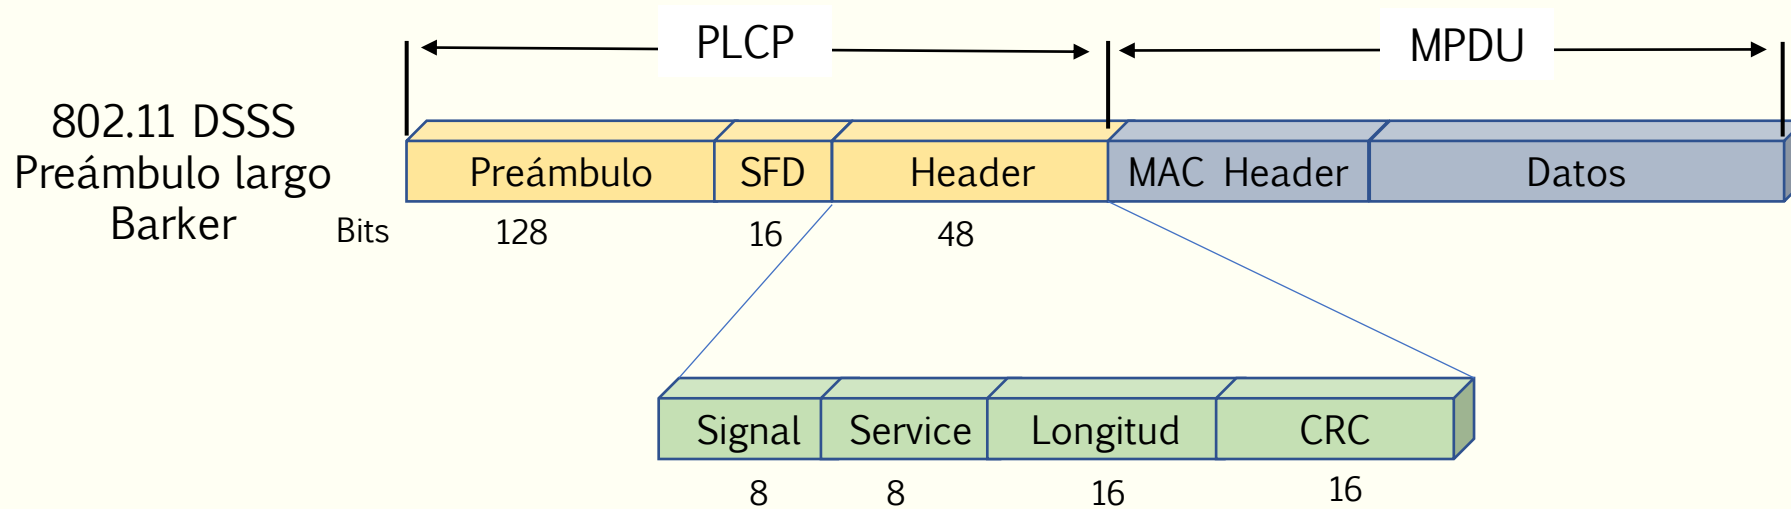 PLCP
MPDU
802.11 DSSS
Preámbulo largo
Barker
Preámbulo
SFD
Header
MAC Header
Datos
Bits
128
16
48
Signal
Service
Longitud
CRC
8
8
16
16